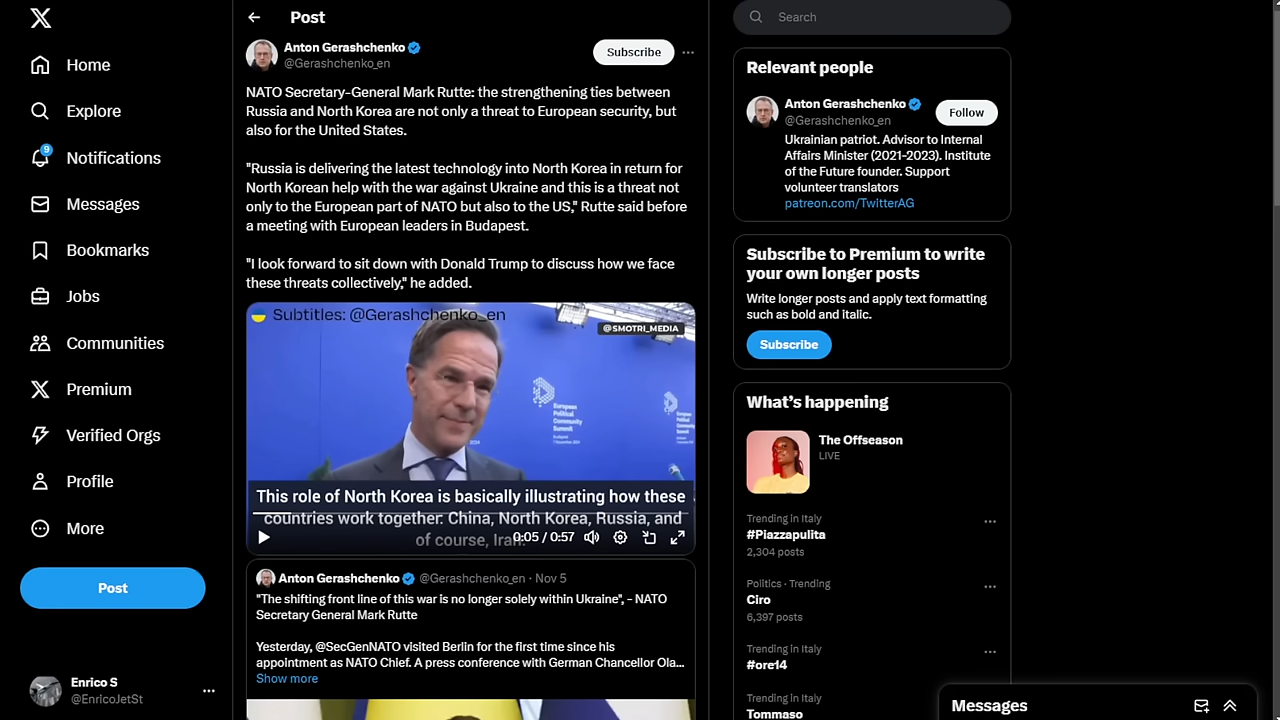 Home
Explore
9
Notifications
Messages
Bookmarks
Jobs
Communities
Premium
Verified Orgs
Profile
More
Post
Enrico S
@EnricoJetSt
Post
Anton Gerashchenko
@Gerashchenko_en
Subscribe
NATO Secretary-General Mark Rutte: the strengthening ties between
Russia and North Korea are not only a threat to European security, but
also for the United States.
"Russia is delivering the latest technology into North Korea in return for
North Korean help with the war against Ukraine and this is a threat not
only to the European part of NATO but also to the US," Rutte said before
a meeting with European leaders in Budapest.
"I look forward to sit down with Donald Trump to discuss how we face
these threats collectively," he added.
Subtitles: @Gerashchenko_en
@SMOTRI_MEDIA
European
Political
Community
Summit
This role of North Korea is basically illustrating how these
countries work together: China, North Korea, Russia, and
of course, Iran.
0:05 / 0:57
Anton Gerashchenko @Gerashchenko_en · Nov 5
"The shifting front line of this war is no longer solely within Ukraine", - NATO
Secretary General Mark Rutte
Yesterday, @SecGenNATO visited Berlin for the first time since his
appointment as NATO Chief. A press conference with German Chancellor Ola...
Show more
Search
Relevant people
Anton Gerashchenko
@Gerashchenko_en
Follow
Ukrainian patriot. Advisor to Internal
Affairs Minister (2021-2023). Institute
of the Future founder. Support
volunteer translators
patreon.com/TwitterAG
Subscribe to Premium to write
your own longer posts
Write longer posts and apply text formatting
such as bold and italic.
Subscribe
What's happening
The Offseason
LIVE
Trending in Italy
#Piazzapulita
2,304 posts
Politics · Trending
Ciro
6,397 posts
Trending in Italy
#ore14
Trending in Italy
Tommaso
Messages